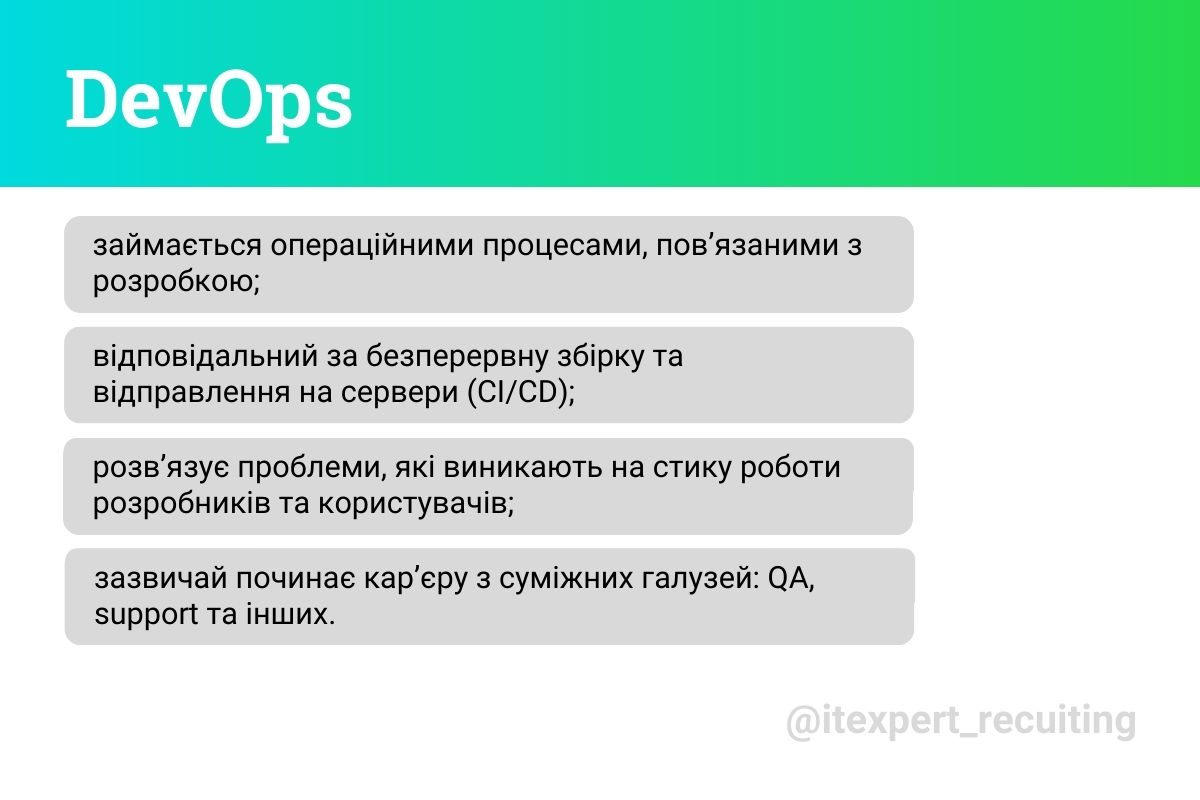 DevOps
займається операційними процесами, пов’язаними з
розробкою;
відповідальний за безперервну збірку та
відправлення на сервери (CI/CD);
розв’язує проблеми, які виникають на стику роботи
розробників та користувачів;
зазвичай починає кар’єру з суміжних галузей: QA,
support та інших.
@itexpert_recuiting